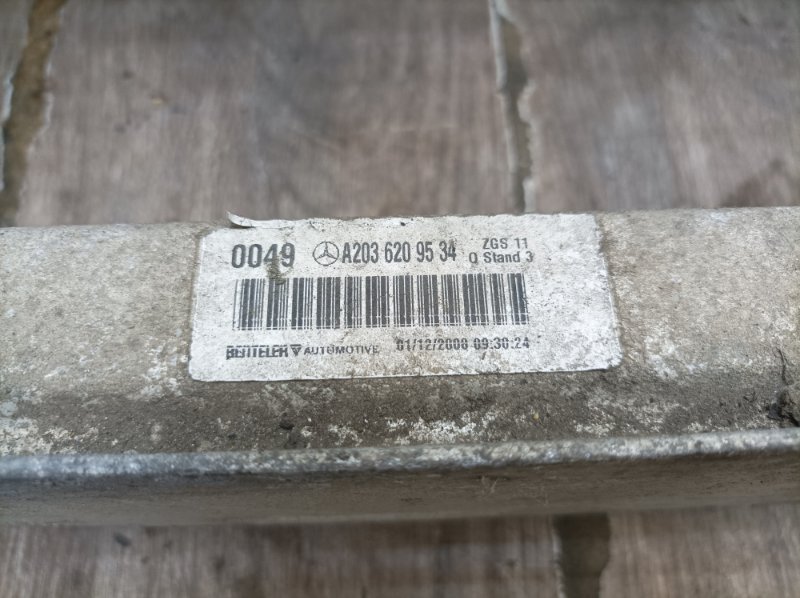 0049 A203 620 95 34 ZGS 11
Q Stand 3
BENTELER AUTOMOTIVE 01/12/2008 09:30:24